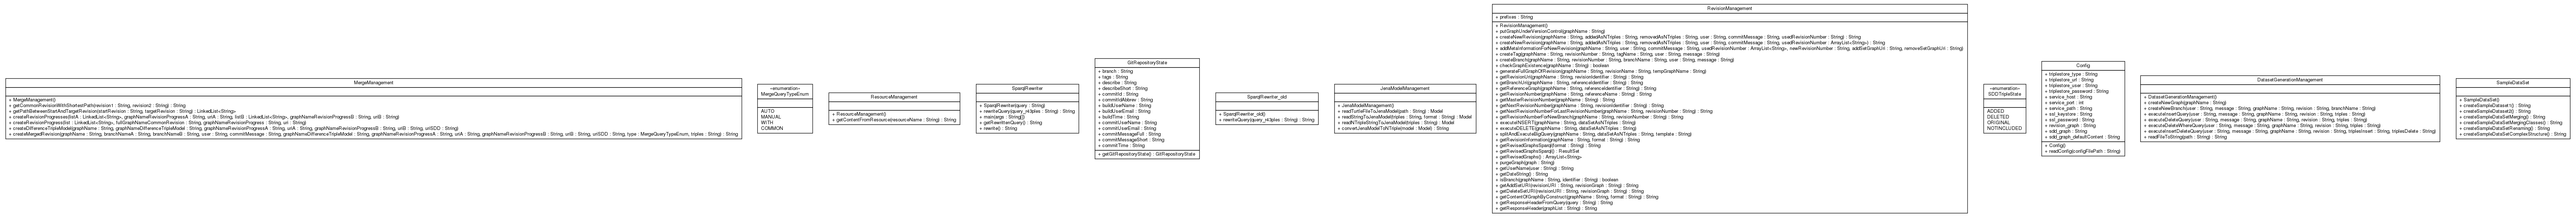 MergeManagement
+ MergeManagement()
+ getCommonRevisionWithShortestPath(revision1 : String, revision2 : String) : String
+ getPathBetweenStartAndTargetRevision(startRevision : String, targetRevision : String) : LinkedList<String>
+ createRevisionProgresses(listA : LinkedList<String>, graphNameRevisionProgressA : String, uriA : String, listB : LinkedList<String>, graphNameRevisionProgressB : String, uriB : String)
+ createRevisionProgress(list : LinkedList<String>, fullGraphNameCommonRevision : String, graphNameRevisionProgress : String, uri : String)
+ createDifferenceTripleModel(graphName : String, graphNameDifferenceTripleModel : String, graphNameRevisionProgressA : String, uriA : String, graphNameRevisionProgressB : String, uriB : String, uriSDD : String)
+ createMergedRevision(graphName : String, branchNameA : String, branchNameB : String, user : String, commitMessage : String, graphNameDifferenceTripleModel : String, graphNameRevisionProgressA : String, uriA : String, graphNameRevisionProgressB : String, uriB : String, uriSDD : String, type : MergeQueryTypeEnum, triples : String) : String
«enumeration»
MergeQueryTypeEnum
AUTO
MANUAL
WITH
COMMON
ResourceManagement
+ ResourceManagement()
+ getContentFromResource(resourceName : String) : String
SparqlRewriter
+ SparqlRewriter(query : String)
+ rewriteQuery(query_r43ples : String) : String
+ main(args : String[])
+ getRewrittenQuery() : String
+ rewrite() : String
GitRepositoryState
+ branch : String
+ tags : String
+ describe : String
+ describeShort : String
+ commitId : String
+ commitIdAbbrev : String
+ buildUserName : String
+ buildUserEmail : String
+ buildTime : String
+ commitUserName : String
+ commitUserEmail : String
+ commitMessageFull : String
+ commitMessageShort : String
+ commitTime : String
+ getGitRepositoryState() : GitRepositoryState
SparqlRewriter_old
+ SparqlRewriter_old()
+ rewriteQuery(query_r43ples : String) : String
JenaModelManagement
+ JenaModelManagement()
+ readTurtleFileToJenaModel(path : String) : Model
+ readStringToJenaModel(triples : String, format : String) : Model
+ readNTripleStringToJenaModel(triples : String) : Model
+ convertJenaModelToNTriple(model : Model) : String
RevisionManagement
+ prefixes : String
+ RevisionManagement()
+ putGraphUnderVersionControl(graphName : String)
+ createNewRevision(graphName : String, addedAsNTriples : String, removedAsNTriples : String, user : String, commitMessage : String, usedRevisionNumber : String) : String
+ createNewRevision(graphName : String, addedAsNTriples : String, removedAsNTriples : String, user : String, commitMessage : String, usedRevisionNumber : ArrayList<String>) : String
+ addMetaInformationForNewRevision(graphName : String, user : String, commitMessage : String, usedRevisionNumber : ArrayList<String>, newRevisionNumber : String, addSetGraphUri : String, removeSetGraphUri : String)
+ createTag(graphName : String, revisionNumber : String, tagName : String, user : String, message : String)
+ createBranch(graphName : String, revisionNumber : String, branchName : String, user : String, message : String)
+ checkGraphExistence(graphName : String) : boolean
+ generateFullGraphOfRevision(graphName : String, revisionName : String, tempGraphName : String)
+ getRevisionUri(graphName : String, revisionIdentifier : String) : String
+ getBranchUri(graphName : String, referenceIdentifier : String) : String
+ getReferenceGraph(graphName : String, referenceIdentifier : String) : String
+ getRevisionNumber(graphName : String, referenceName : String) : String
+ getMasterRevisionNumber(graphName : String) : String
+ getNextRevisionNumber(graphName : String, revisionIdentifier : String) : String
+ getNextRevisionNumberForLastRevisionNumber(graphName : String, revisionNumber : String) : String
+ getRevisionNumberForNewBranch(graphName : String, revisionNumber : String) : String
+ executeINSERT(graphName : String, dataSetAsNTriples : String)
+ executeDELETE(graphName : String, dataSetAsNTriples : String)
+ splitAndExecuteBigQuery(graphName : String, dataSetAsNTriples : String, template : String)
+ getRevisionInformation(graphName : String, format : String) : String
+ getRevisedGraphsSparql(format : String) : String
+ getRevisedGraphsSparql() : ResultSet
+ getRevisedGraphs() : ArrayList<String>
+ purgeGraph(graph : String)
+ getUserName(user : String) : String
+ getDateString() : String
+ isBranch(graphName : String, identifier : String) : boolean
+ getAddSetURI(revisionURI : String, revisionGraph : String) : String
+ getDeleteSetURI(revisionURI : String, revisionGraph : String) : String
+ getContentOfGraphByConstruct(graphName : String, format : String) : String
+ getResponseHeaderFromQuery(query : String) : String
+ getResponseHeader(graphList : String) : String
«enumeration»
SDDTripleState
ADDED
DELETED
ORIGINAL
NOTINCLUDED
Config
+ triplestore_type : String
+ triplestore_url : String
+ triplestore_user : String
+ triplestore_password : String
+ service_host : String
+ service_port : int
+ service_path : String
+ ssl_keystore : String
+ ssl_password : String
+ revision_graph : String
+ sdd_graph : String
+ sdd_graph_defaultContent : String
+ Config()
+ readConfig(configFilePath : String)
DatasetGenerationManagement
+ DatasetGenerationManagement()
+ createNewGraph(graphName : String)
+ createNewBranch(user : String, message : String, graphName : String, revision : String, branchName : String)
+ executeInsertQuery(user : String, message : String, graphName : String, revision : String, triples : String)
+ executeDeleteQuery(user : String, message : String, graphName : String, revision : String, triples : String)
+ executeDeleteWhereQuery(user : String, message : String, graphName : String, revision : String, triples : String)
+ executeInsertDeleteQuery(user : String, message : String, graphName : String, revision : String, triplesInsert : String, triplesDelete : String)
+ readFileToString(path : String) : String
SampleDataSet
+ SampleDataSet()
+ createSampleDataset1() : String
+ createSampleDataset2() : String
+ createSampleDataSetMerging() : String
+ createSampleDataSetMergingClasses() : String
+ createSampleDataSetRenaming() : String
+ createSampleDataSetComplexStructure() : String